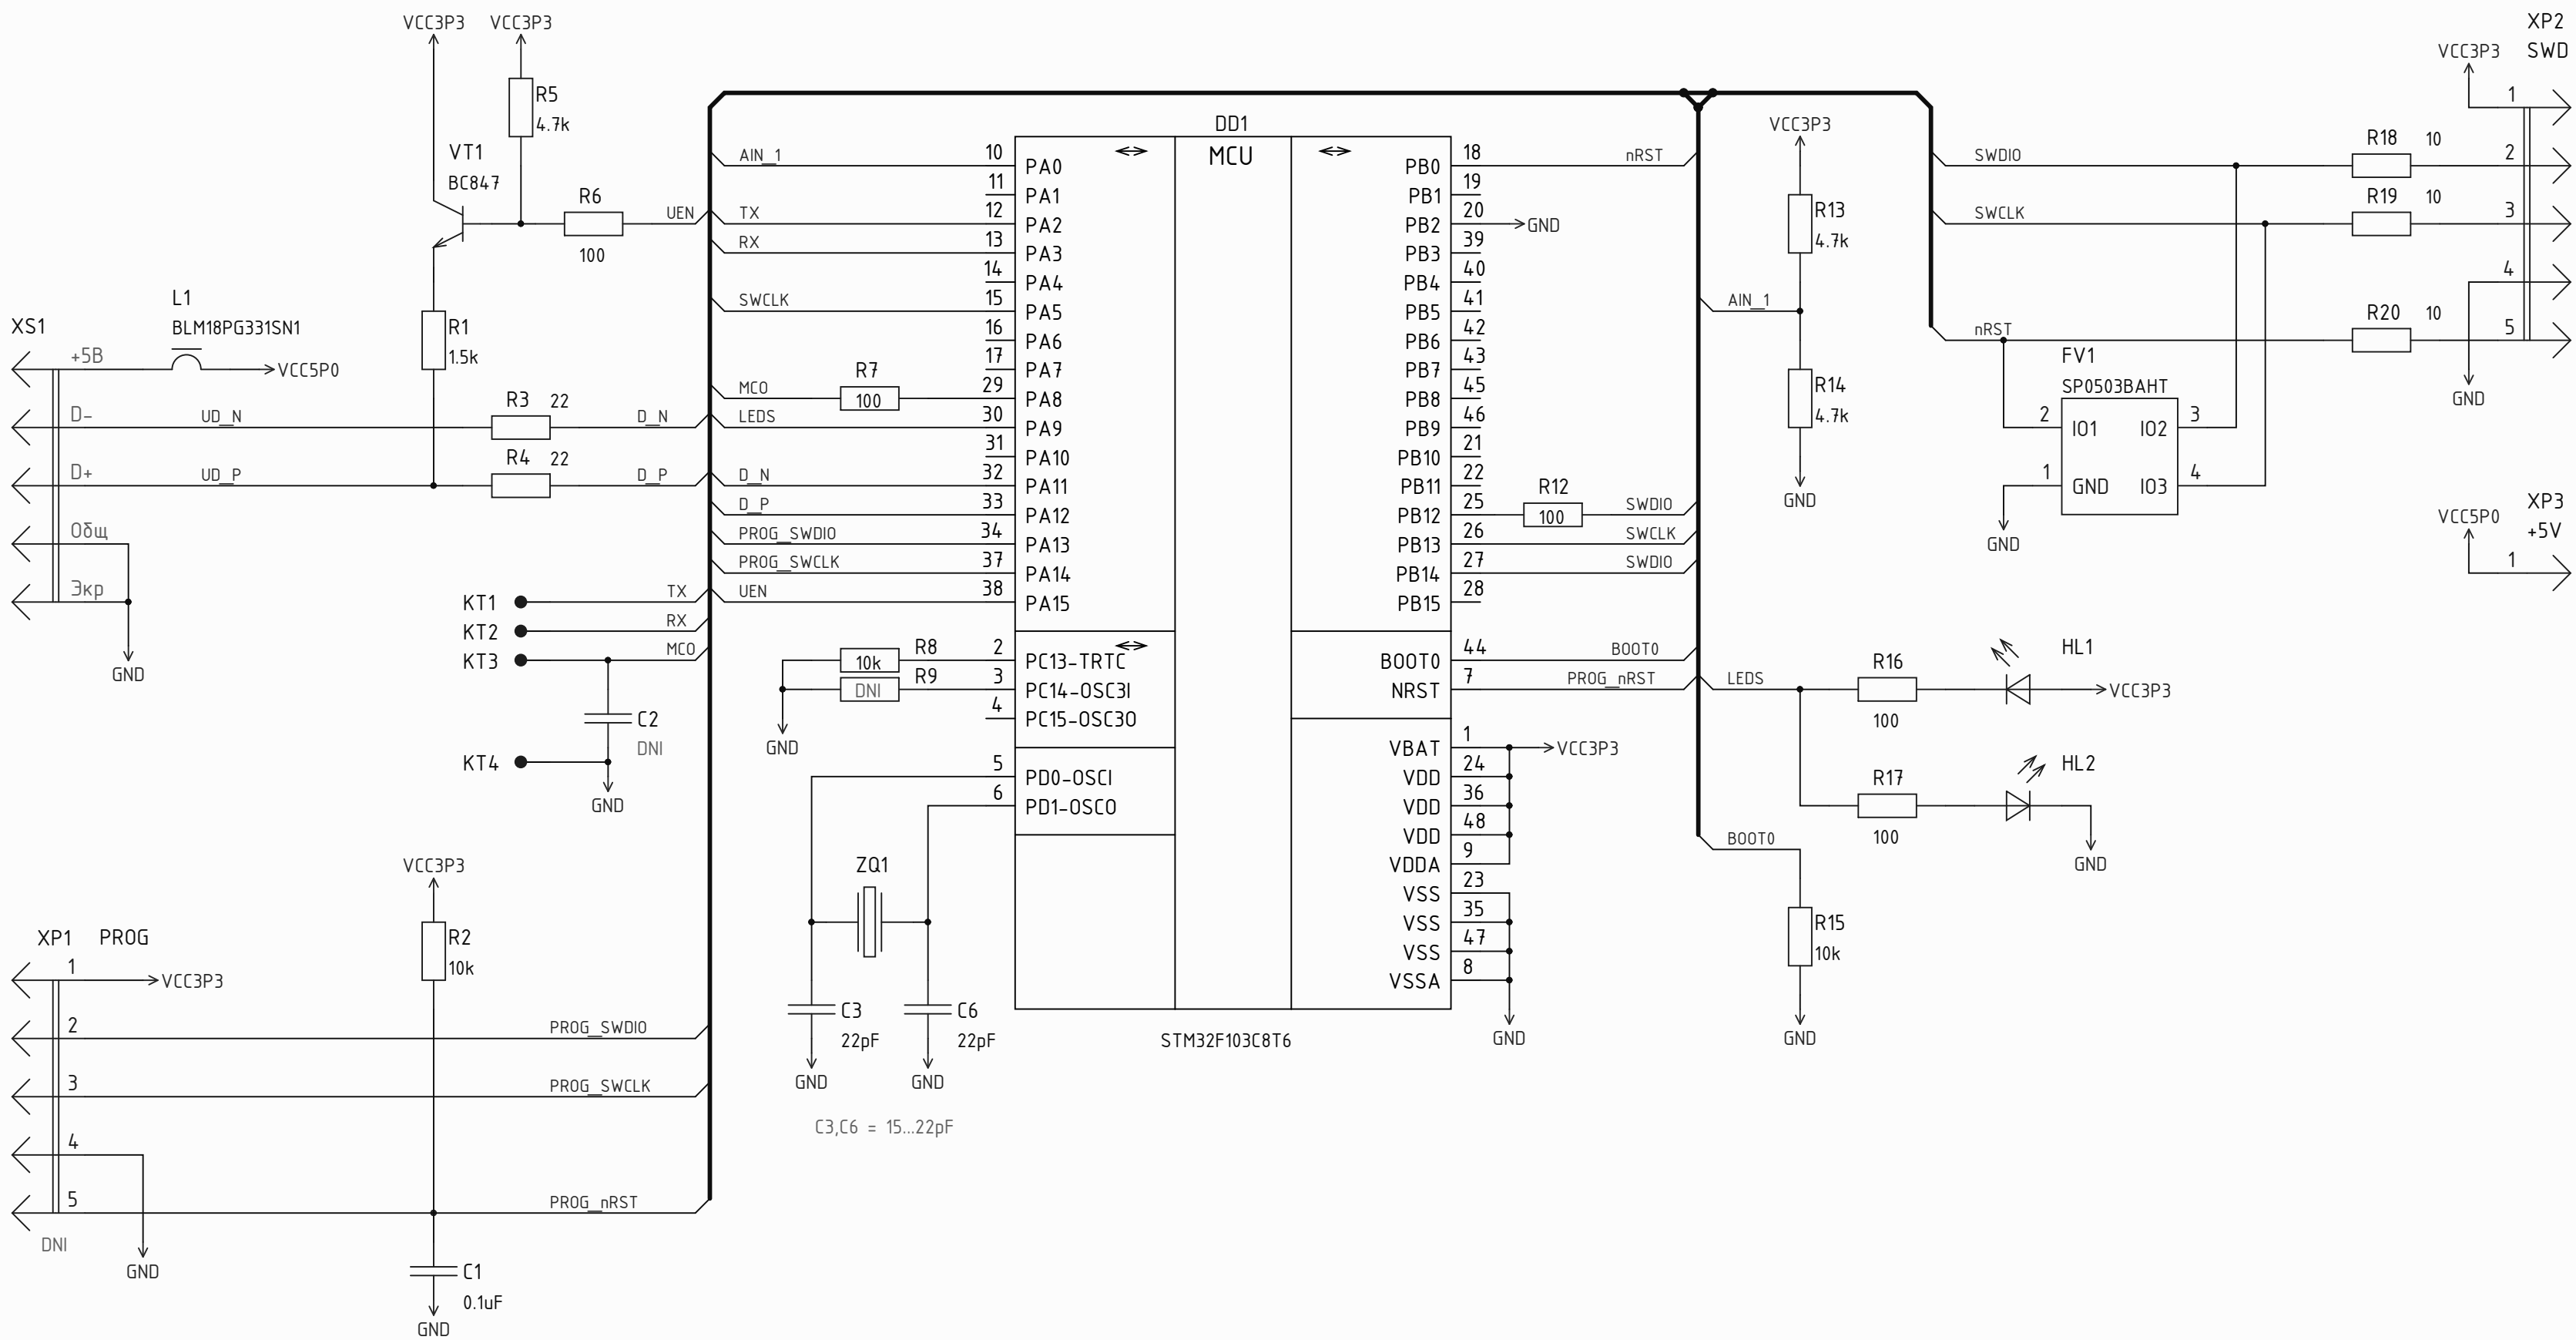 VCC3P3
VCC3P3
R5
4.7k
VT1
BC847
R6
100
UEN
R1
1.5k
L1
BLM18PG331SN1
XS1
+5В
VCC5P0
D-
UD_N
R3
22
D_N
D+
UD_P
R4
22
D_P
Общ
Экр
GND
KT1
TX
KT2
RX
KT3
MCO
C2
DNI
KT4
GND
VCC3P3
R2
10k
XP1
PROG
1
VCC3P3
2
PROG_SWDIO
3
PROG_SWCLK
4
5
PROG_nRST
DNI
GND
C1
0.1uF
GND
DD1
MCU
AIN_1
10
PA0
11
PA1
TX
12
PA2
RX
13
PA3
14
PA4
SWCLK
15
PA5
16
PA6
17
PA7
MCO
R7
100
29
PA8
LEDS
30
PA9
31
PA10
D_N
32
PA11
D_P
33
PA12
PROG_SWDIO
34
PA13
PROG_SWCLK
37
PA14
UEN
38
PA15
10k
R8
2
PC13-TRTC
DNI
R9
3
PC14-OSC3I
4
PC15-OSC3O
GND
5
PD0-OSCI
6
PD1-OSCO
ZQ1
C3
22pF
GND
C6
22pF
GND
C3,C6 = 15...22pF
PB0
18
nRST
PB1
19
PB2
20
GND
PB3
39
PB4
40
PB5
41
PB6
42
PB7
43
PB8
45
PB9
46
PB10
21
PB11
22
PB12
25
R12
100
SWDIO
PB13
26
SWCLK
PB14
27
SWDIO
PB15
28
BOOT0
44
BOOT0
NRST
7
PROG_nRST
VBAT
1
VCC3P3
VDD
24
VDD
36
VDD
48
VDDA
9
VSS
23
VSS
35
VSS
47
VSSA
8
GND
STM32F103C8T6
VCC3P3
R13
4.7k
AIN_1
R14
4.7k
GND
LEDS
R16
100
HL1
VCC3P3
R17
100
HL2
GND
BOOT0
R15
10k
GND
XP2
SWD
VCC3P3
1
SWDIO
R18
10
2
SWCLK
R19
10
3
4
nRST
R20
10
5
GND
FV1
SP0503BAHT
2
IO1
IO2
3
1
GND
IO3
4
GND
XP3
+5V
VCC5P0
1